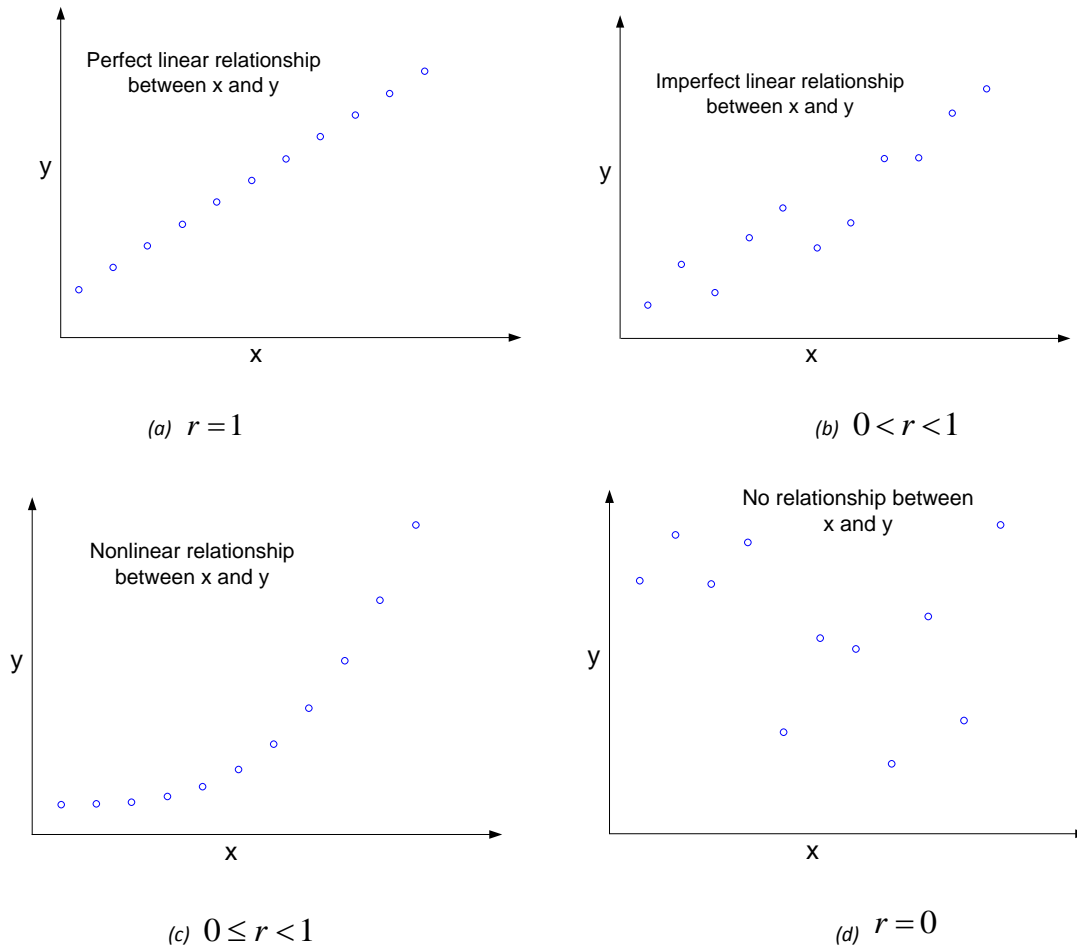 Perfect linear relationship
between x and y
y
x
(a) r = 1
Imperfect linear relationship
between x and y
y
x
(b) 0 < r < 1
Nonlinear relationship
between x and y
y
x
(c) 0 ≤ r < 1
No relationship between
x and y
y
x
(d) r = 0